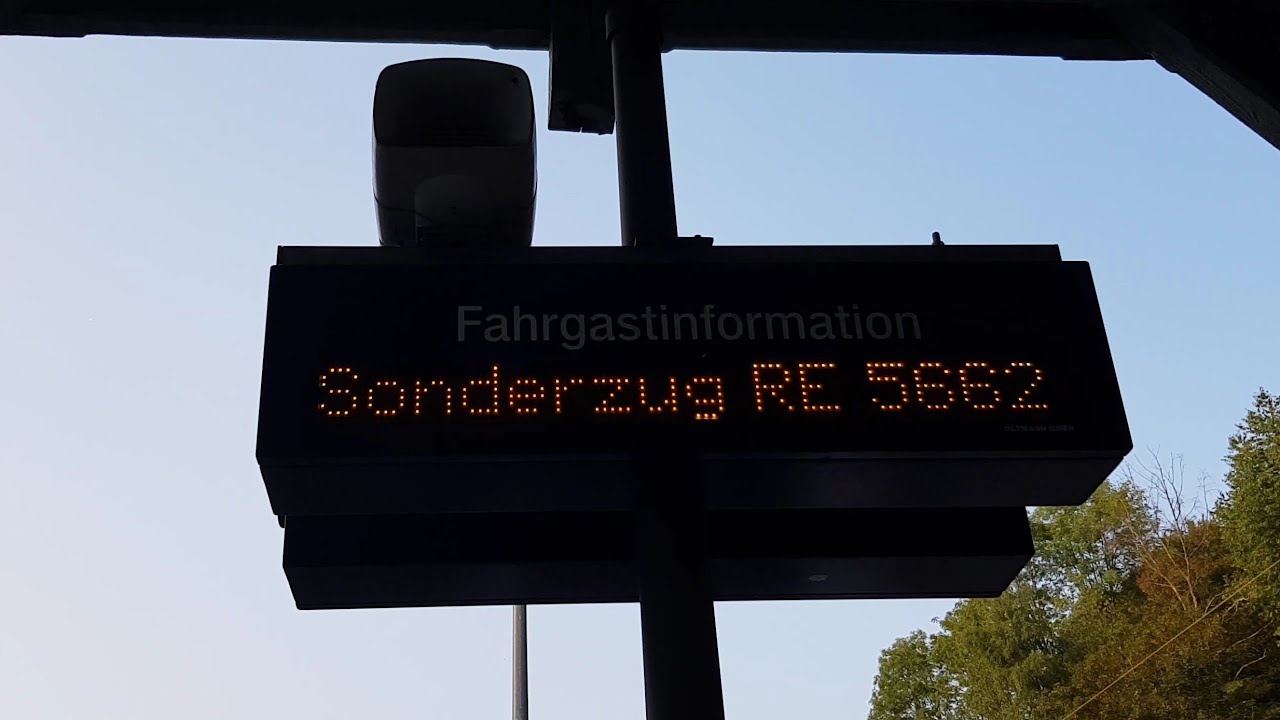 Fahrgastinformation
Sonderzug RE 5662